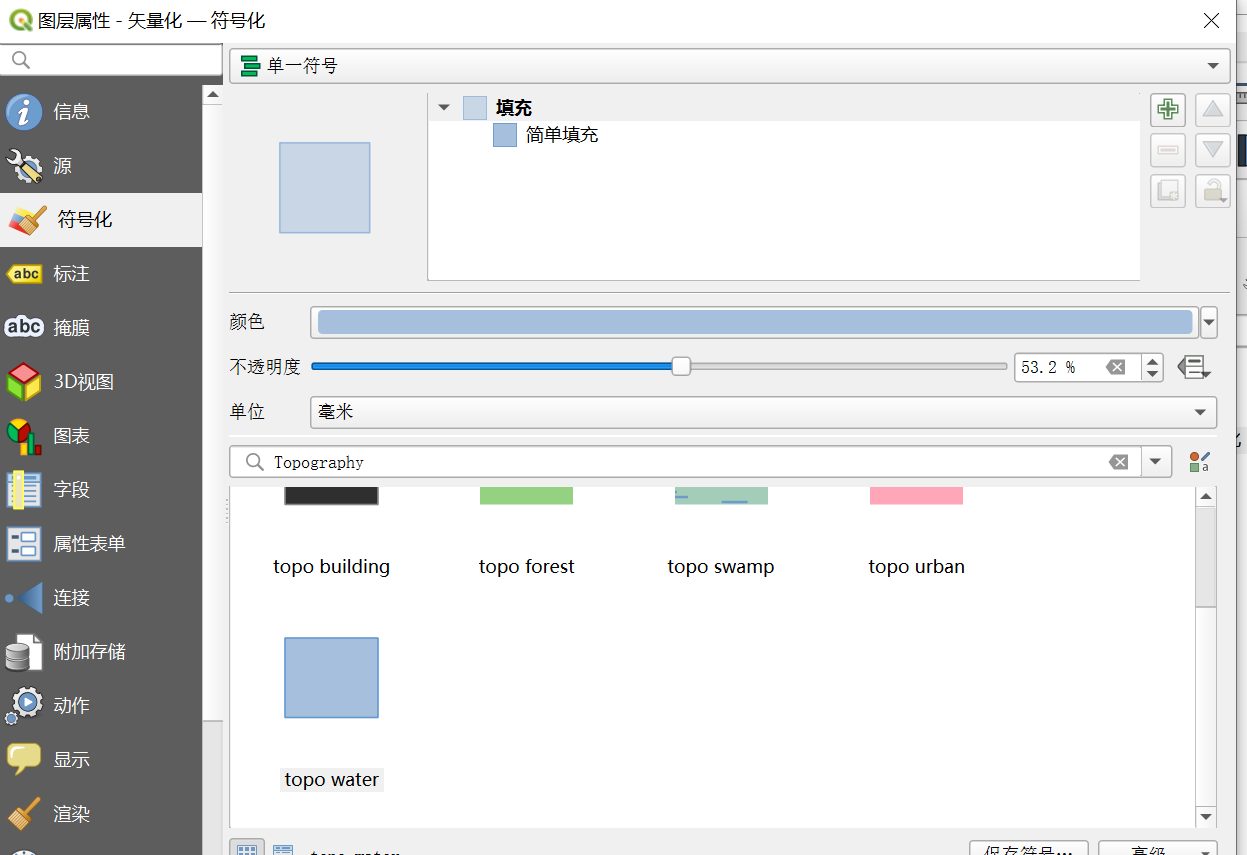 图层属性 - 矢量化 — 符号化
信息
源
符号化
abc 标注
abc 掩膜
3D视图
图表
字段
属性表单
连接
附加存储
动作
显示
渲染
单一符号
填充
简单填充
颜色
不透明度
53.2 %
单位
毫米
Topography
a
topo building
topo forest
topo swamp
topo urban
topo water
topo water
保存符号…
高级